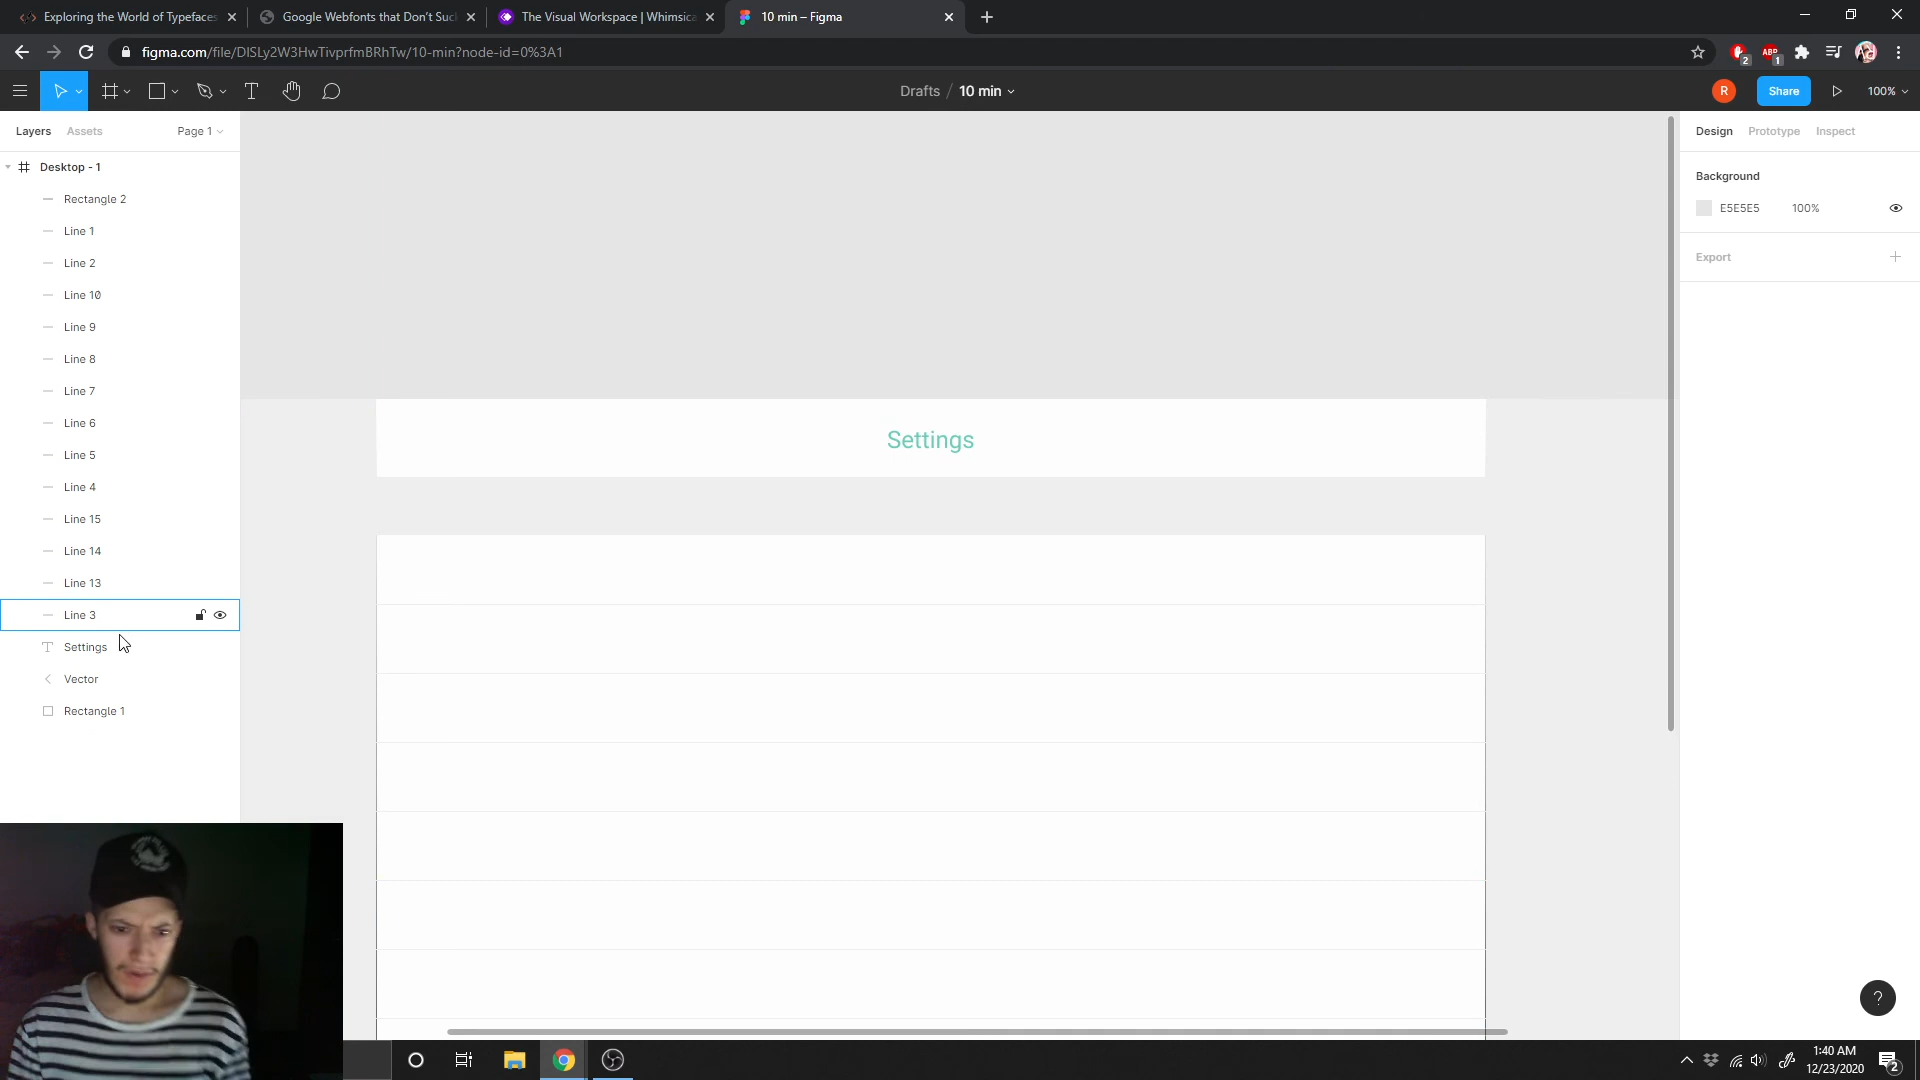 Exploring the World of Typefaces
Google Webfonts that Don't Suc
The Visual Workspace | Whimsica
10 min – Figma
figma.com/file/DISLy2W3HwTivprfmBRhTw/10-min?node-id=0%3A1
2
ABP
1
Drafts / 10 min
R
Share
100%
Layers
Assets
Page 1
Design
Prototype
Inspect
Desktop - 1
Rectangle 2
Line 1
Line 2
Line 10
Line 9
Line 8
Line 7
Line 6
Line 5
Line 4
Line 15
Line 14
Line 13
Line 3
Settings
Vector
Rectangle 1
Settings
Background
E5E5E5
100%
Export
?
1:40 AM
12/23/2020
2